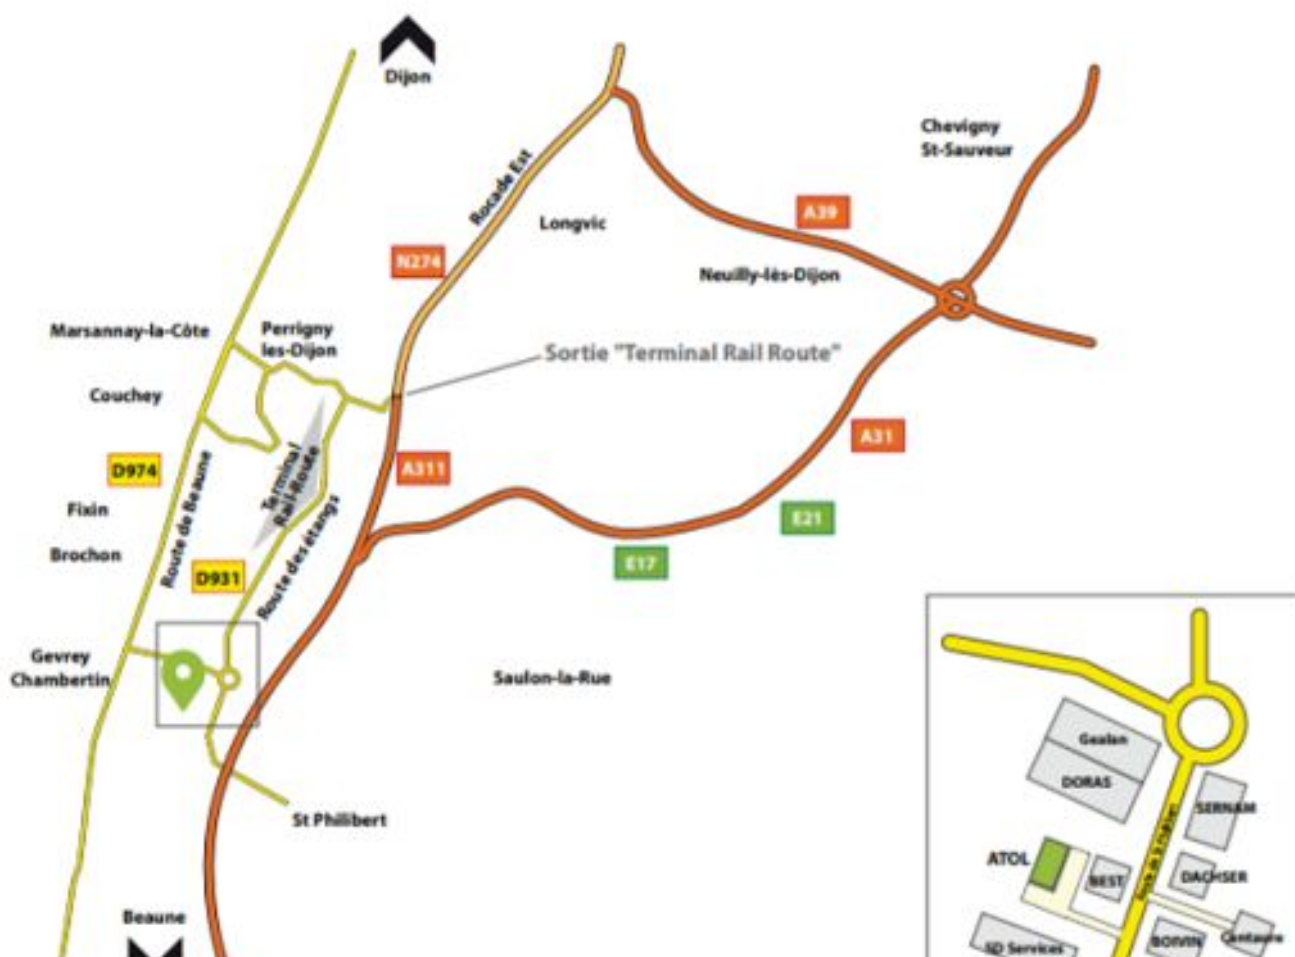 Dijon
Chevigny
St-Sauveur
Rocade Est
A39
Longvic
N274
Neuilly-lès-Dijon
Marsannay-la-Côte
Perrigny
les-Dijon
Sortie "Terminal Rail Route"
Couchey
A31
D974
Route de Beaune
Terminal
Rail-Route
A311
Fixin
E21
Brochon
D931
Route des étangs
E17
Gevrey
Chambertin
Saulon-la-Rue
St Philibert
Beaune
Gealan
DORAS
SERNAM
ATOL
BEST
DACHSER
SD Services
BOIVIN
Centaure